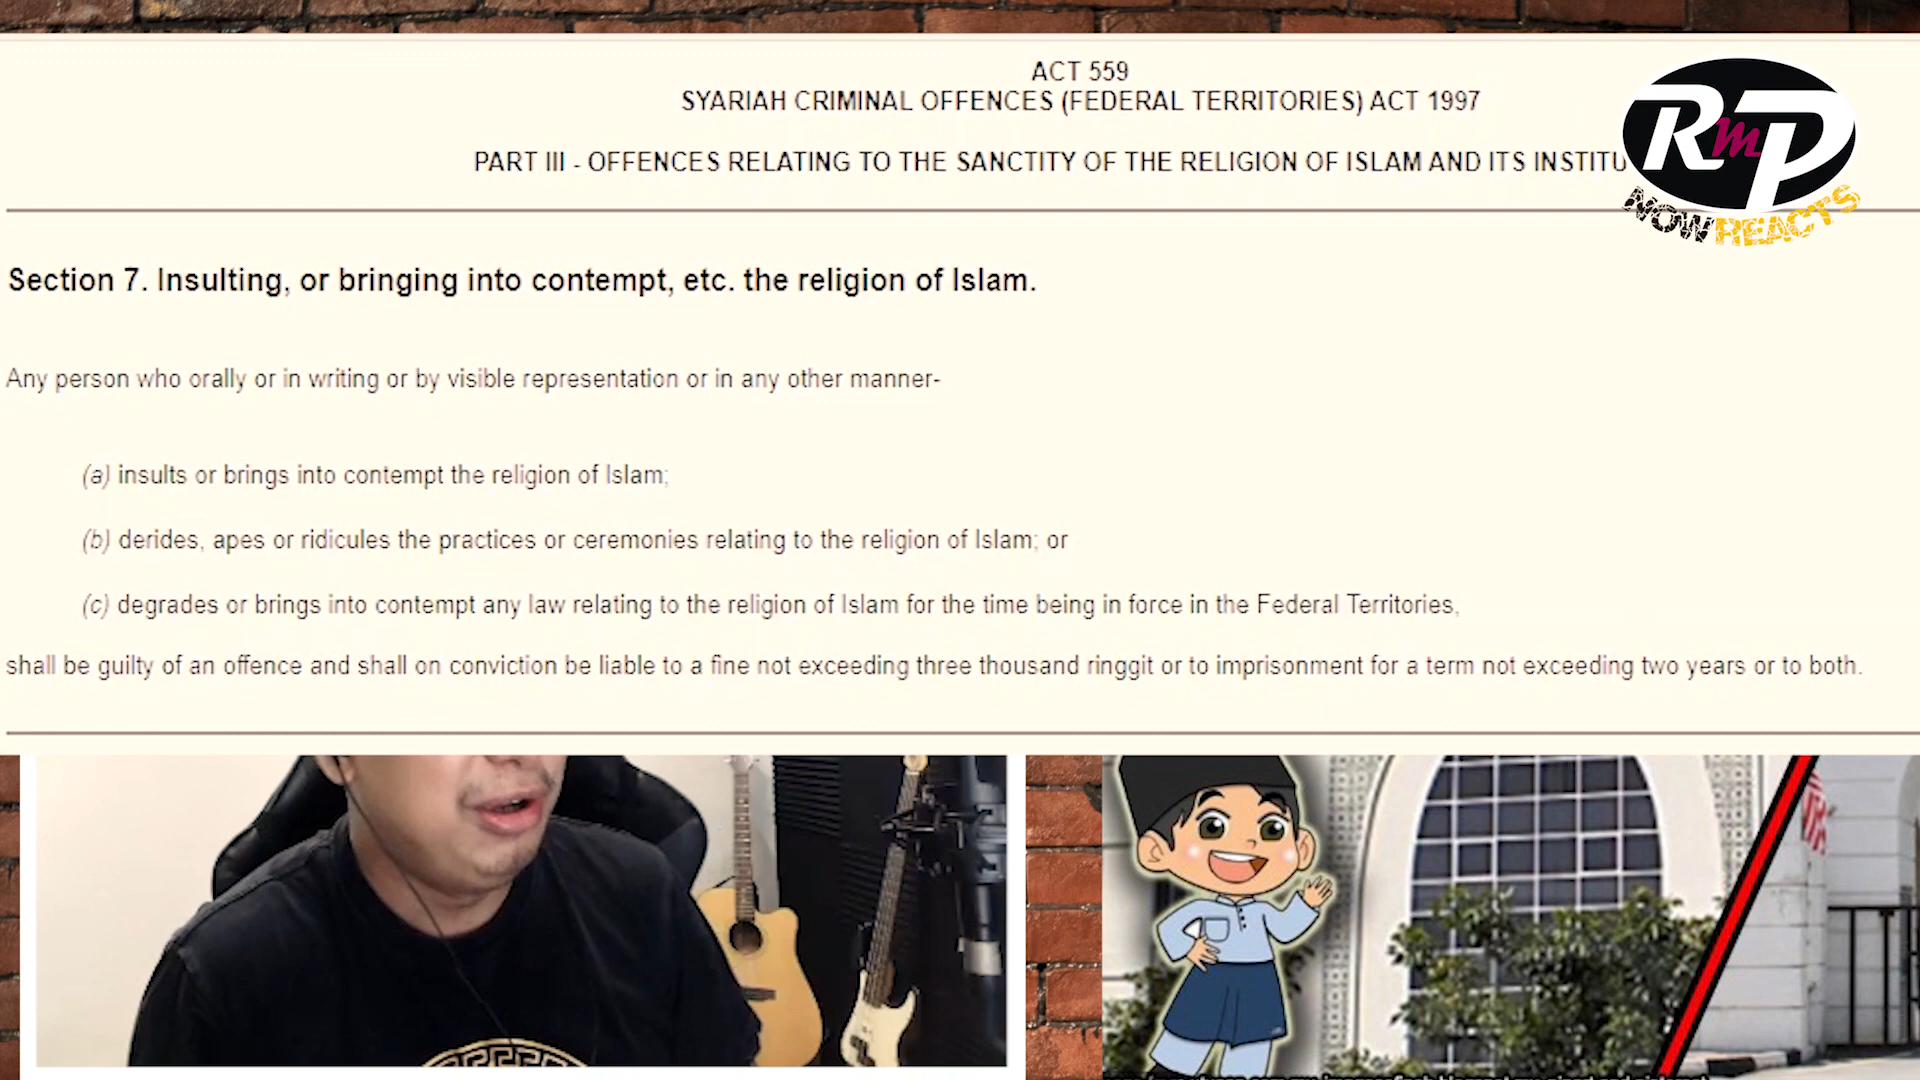 ACT 559
SYARIAH CRIMINAL OFFENCES (FEDERAL TERRITORIES) ACT 1997
PART III - OFFENCES RELATING TO THE SANCTITY OF THE RELIGION OF ISLAM AND ITS
RmP
NOW REACTS
Section 7. Insulting, or bringing into contempt, etc. the religion of Islam.
Any person who orally or in writing or by visible representation or in any other manner-
(a) insults or brings into contempt the religion of Islam;
(b) derides, apes or ridicules the practices or ceremonies relating to the religion of Islam; or
(c) degrades or brings into contempt any law relating to the religion of Islam for the time being in force in the Federal Territories,
shall be guilty of an offence and shall on conviction be liable to a fine not exceeding three thousand ringgit or to imprisonment for a term not exceeding two years or to both.